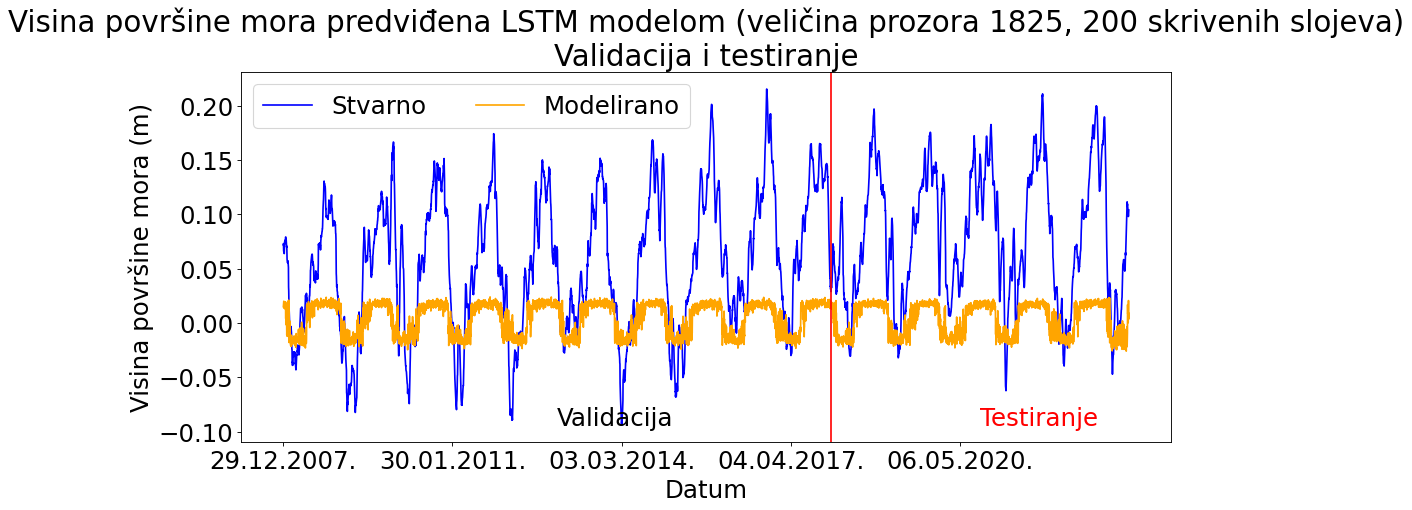 Visina površine mora predviđena LSTM modelom (veličina prozora 1825, 200 skrivenih slojeva)
Validacija i testiranje
Stvarno Modelirano
Visina površine mora (m)
0.20
0.15
0.10
0.05
0.00
−0.05
−0.10
Validacija
Testiranje
29.12.2007. 30.01.2011. 03.03.2014. 04.04.2017. 06.05.2020.
Datum